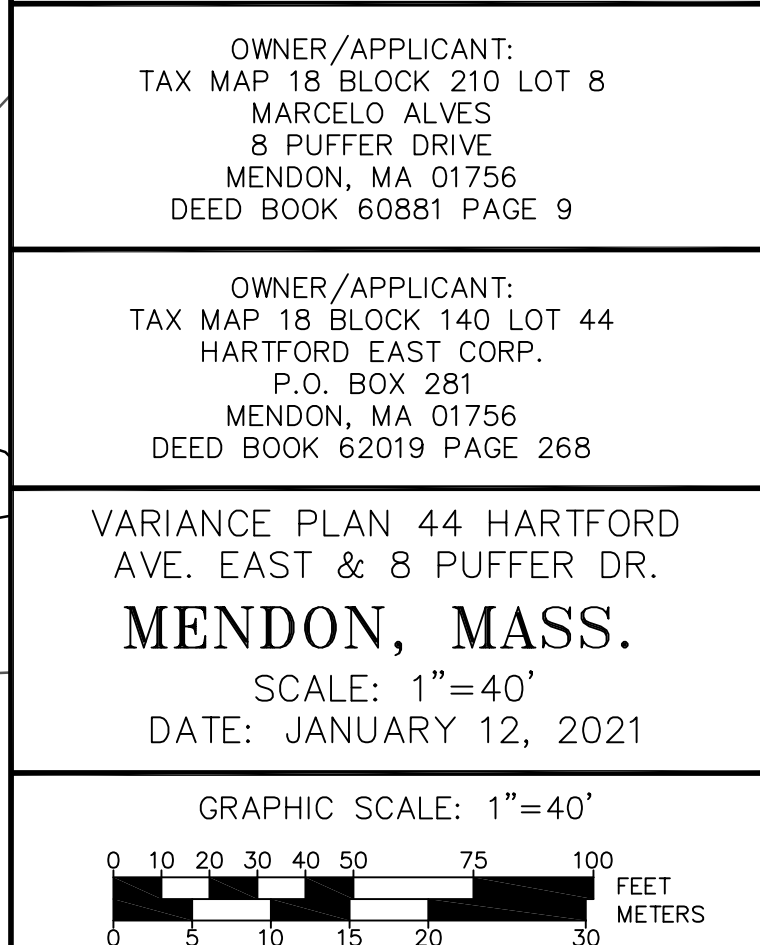 OWNER/APPLICANT:
TAX MAP 18 BLOCK 210 LOT 8
MARCELO ALVES
8 PUFFER DRIVE
MENDON, MA 01756
DEED BOOK 60881 PAGE 9
OWNER/APPLICANT:
TAX MAP 18 BLOCK 140 LOT 44
HARTFORD EAST CORP.
P.O. BOX 281
MENDON, MA 01756
DEED BOOK 62019 PAGE 268
VARIANCE PLAN 44 HARTFORD
AVE. EAST & 8 PUFFER DR.
MENDON, MASS.
SCALE: 1"=40'
DATE: JANUARY 12, 2021
GRAPHIC SCALE: 1"=40'
0 10 20 30 40 50 75 100
FEET
METERS
0 5 10 15 20 30